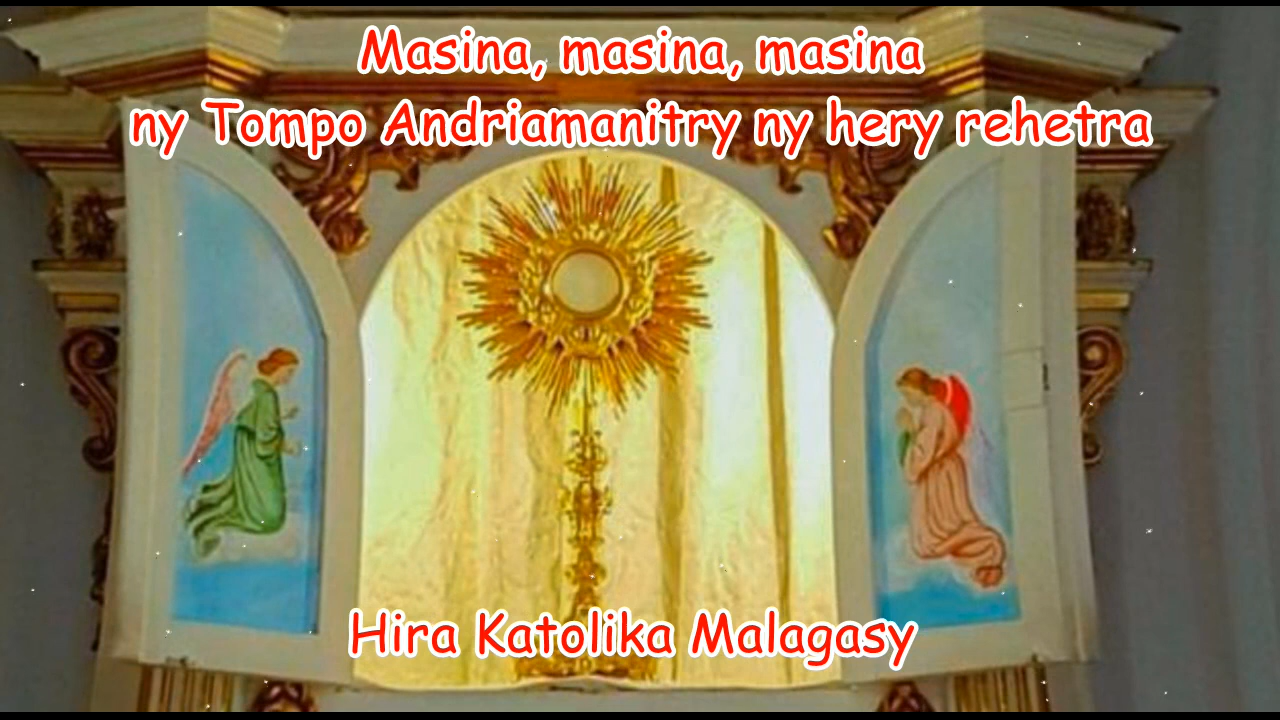 Masina, masina, masina
ny Tompo Andriamanitry ny hery rehetra
Hira Katolika Malagasy